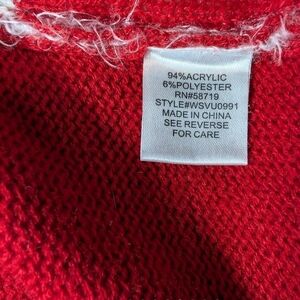 94%ACRYLIC
6%POLYESTER
RN#58719
STYLE#WSVU0991
MADE IN CHINA
SEE REVERSE
FOR CARE